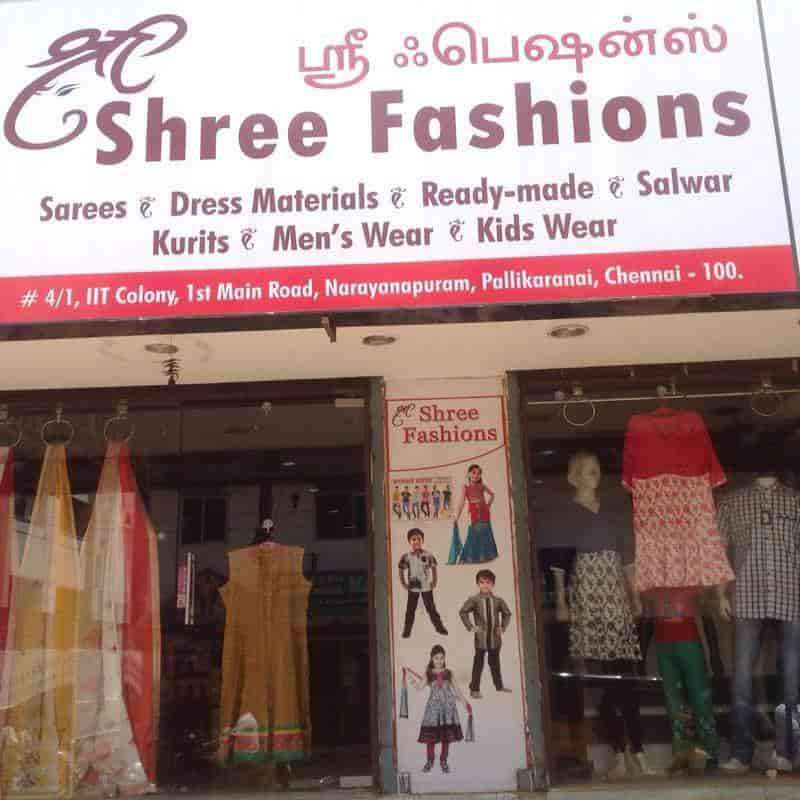 ஸ்ரீ ஃபெஷன்ஸ்
Shree Fashions
Sarees Dress Materials Ready-made Salwar
Kurits Men's Wear Kids Wear
# 4/1, IIT Colony, 1st Main Road, Narayanapuram, Pallikaranai, Chennai - 100.
Shree
Fashions